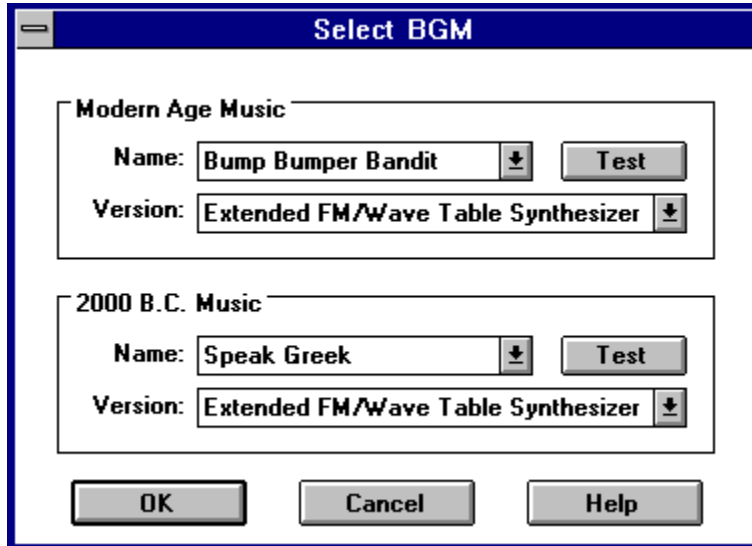 Select BGM
Modern Age Music
Name: Bump Bumper Bandit Test
Version: Extended FM/Wave Table Synthesizer
2000 B.C. Music
Name: Speak Greek Test
Version: Extended FM/Wave Table Synthesizer
OK Cancel Help